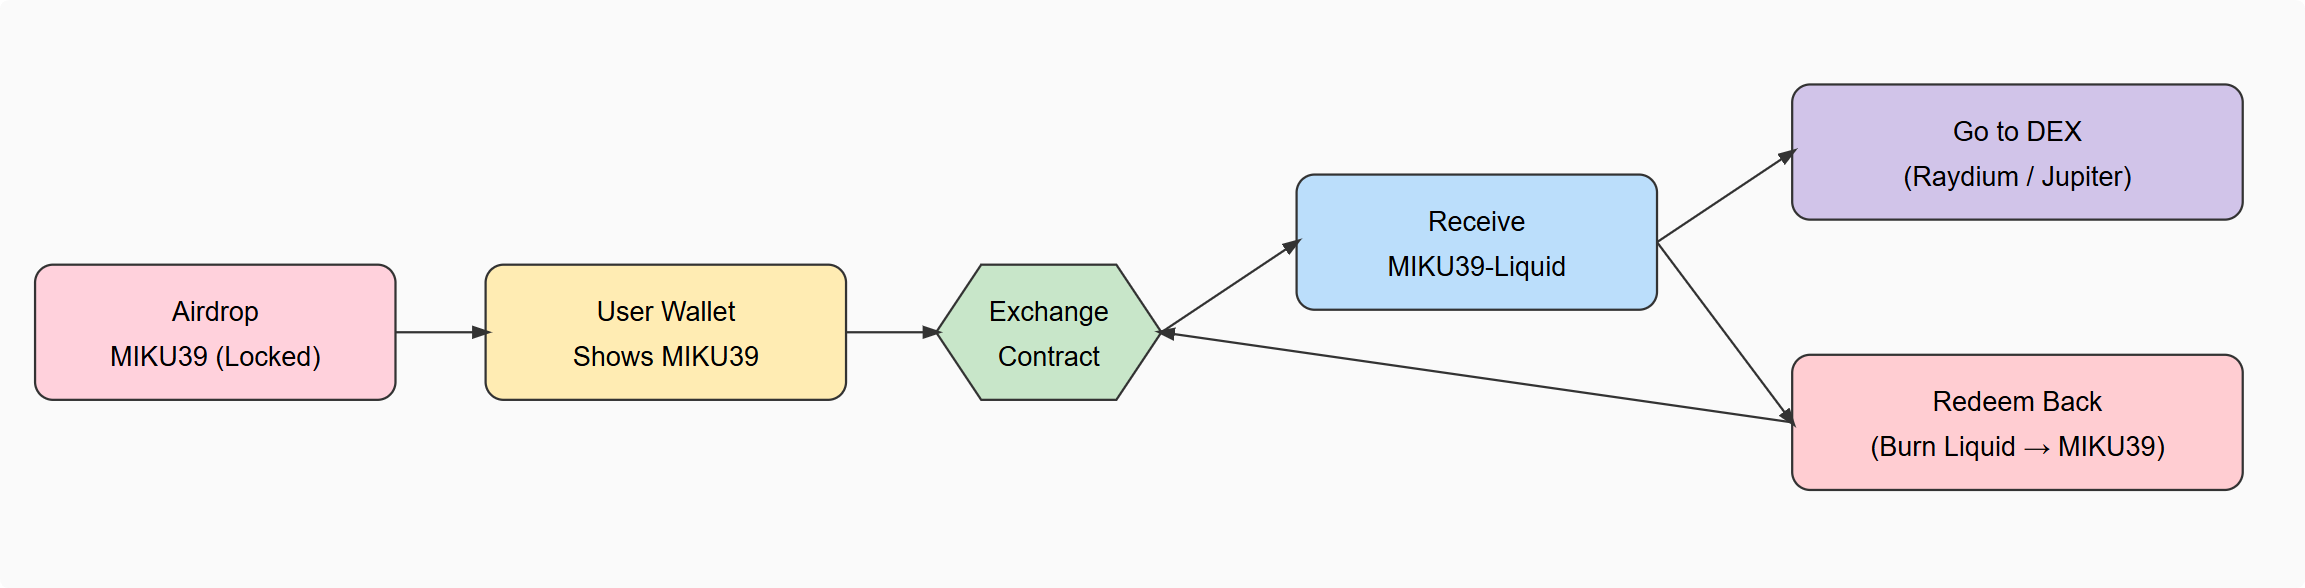 Airdrop
MIKU39 (Locked)
User Wallet
Shows MIKU39
Exchange
Contract
Receive
MIKU39-Liquid
Go to DEX
(Raydium / Jupiter)
Redeem Back
(Burn Liquid → MIKU39)